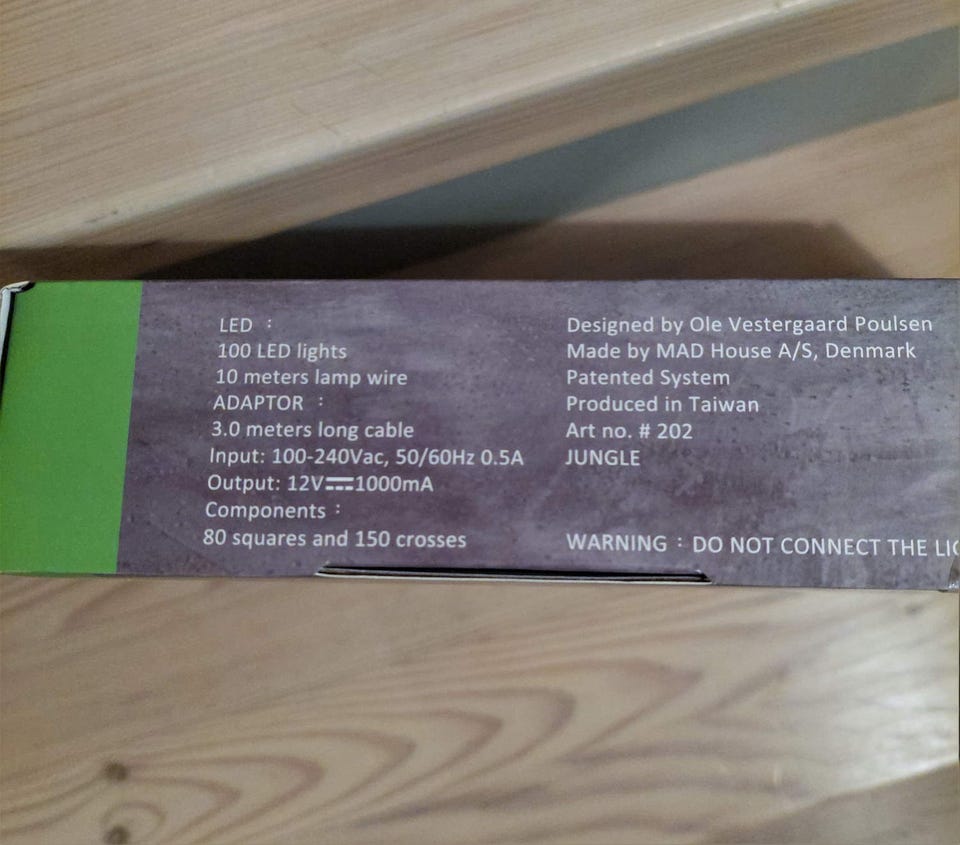 LED :
100 LED lights
10 meters lamp wire
ADAPTOR :
3.0 meters long cable
Input: 100-240Vac, 50/60Hz 0.5A
Output: 12V⎓1000mA
Components :
80 squares and 150 crosses
Designed by Ole Vestergaard Poulsen
Made by MAD House A/S, Denmark
Patented System
Produced in Taiwan
Art no. # 202
JUNGLE
WARNING : DO NOT CONNECT THE